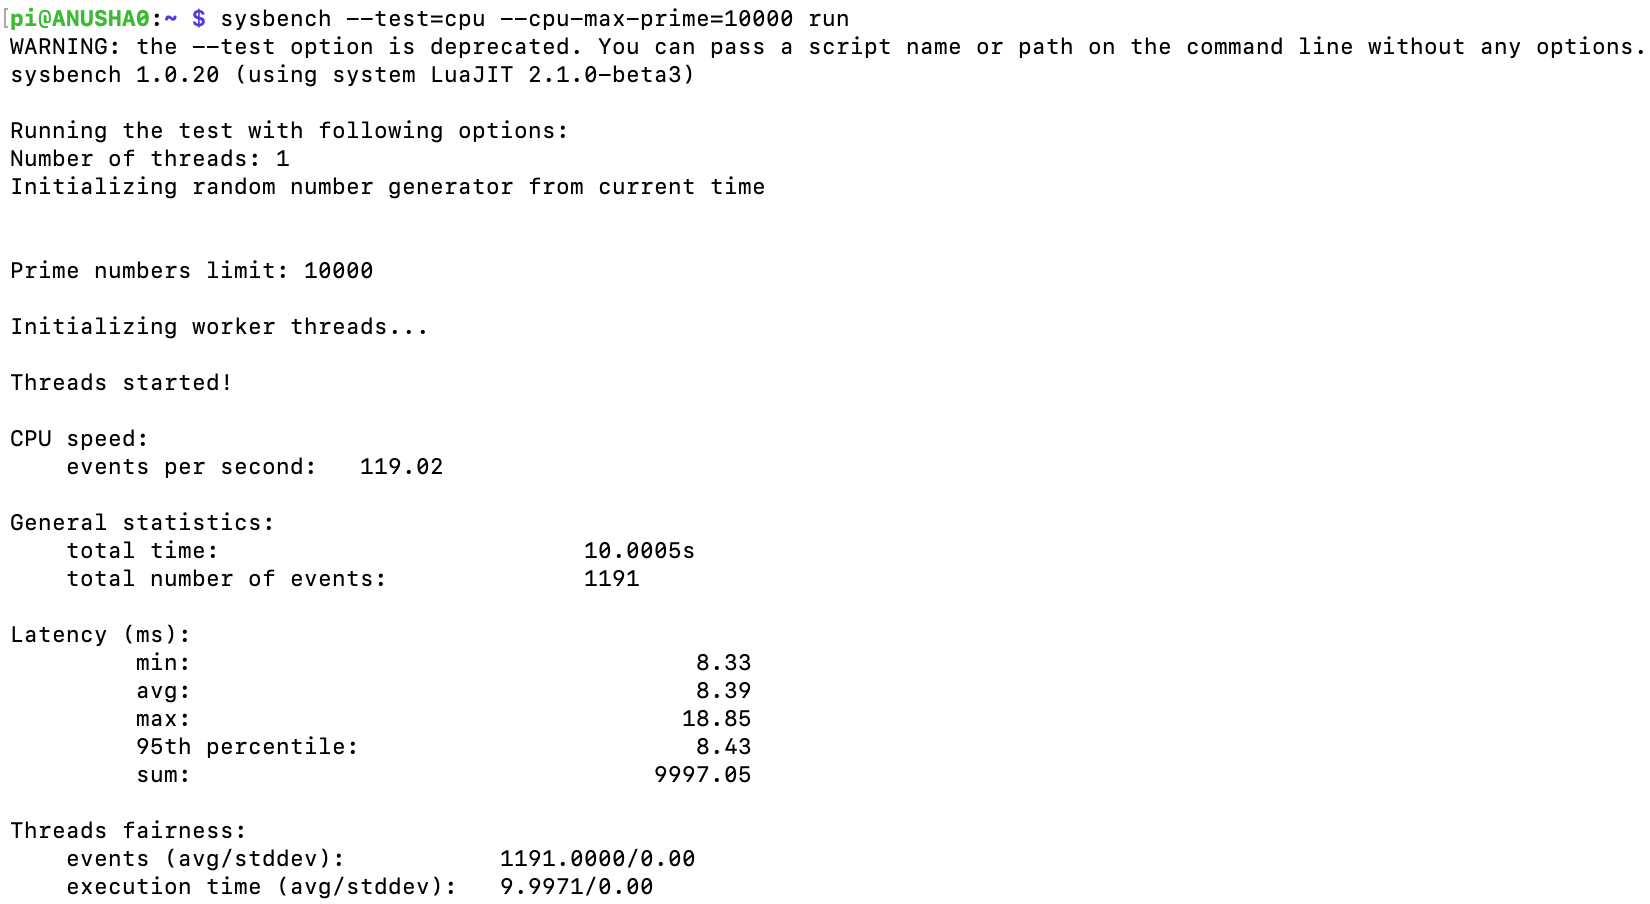 pi@ANUSHA0:~ $ sysbench --test=cpu --cpu-max-prime=10000 run
WARNING: the --test option is deprecated. You can pass a script name or path on the command line without any options.
sysbench 1.0.20 (using system LuaJIT 2.1.0-beta3)
Running the test with following options:
Number of threads: 1
Initializing random number generator from current time
Prime numbers limit: 10000
Initializing worker threads...
Threads started!
CPU speed:
events per second: 119.02
General statistics:
total time: 10.0005s
total number of events: 1191
Latency (ms):
min: 8.33
avg: 8.39
max: 18.85
95th percentile: 8.43
sum: 9997.05
Threads fairness:
events (avg/stddev): 1191.0000/0.00
execution time (avg/stddev): 9.9971/0.00